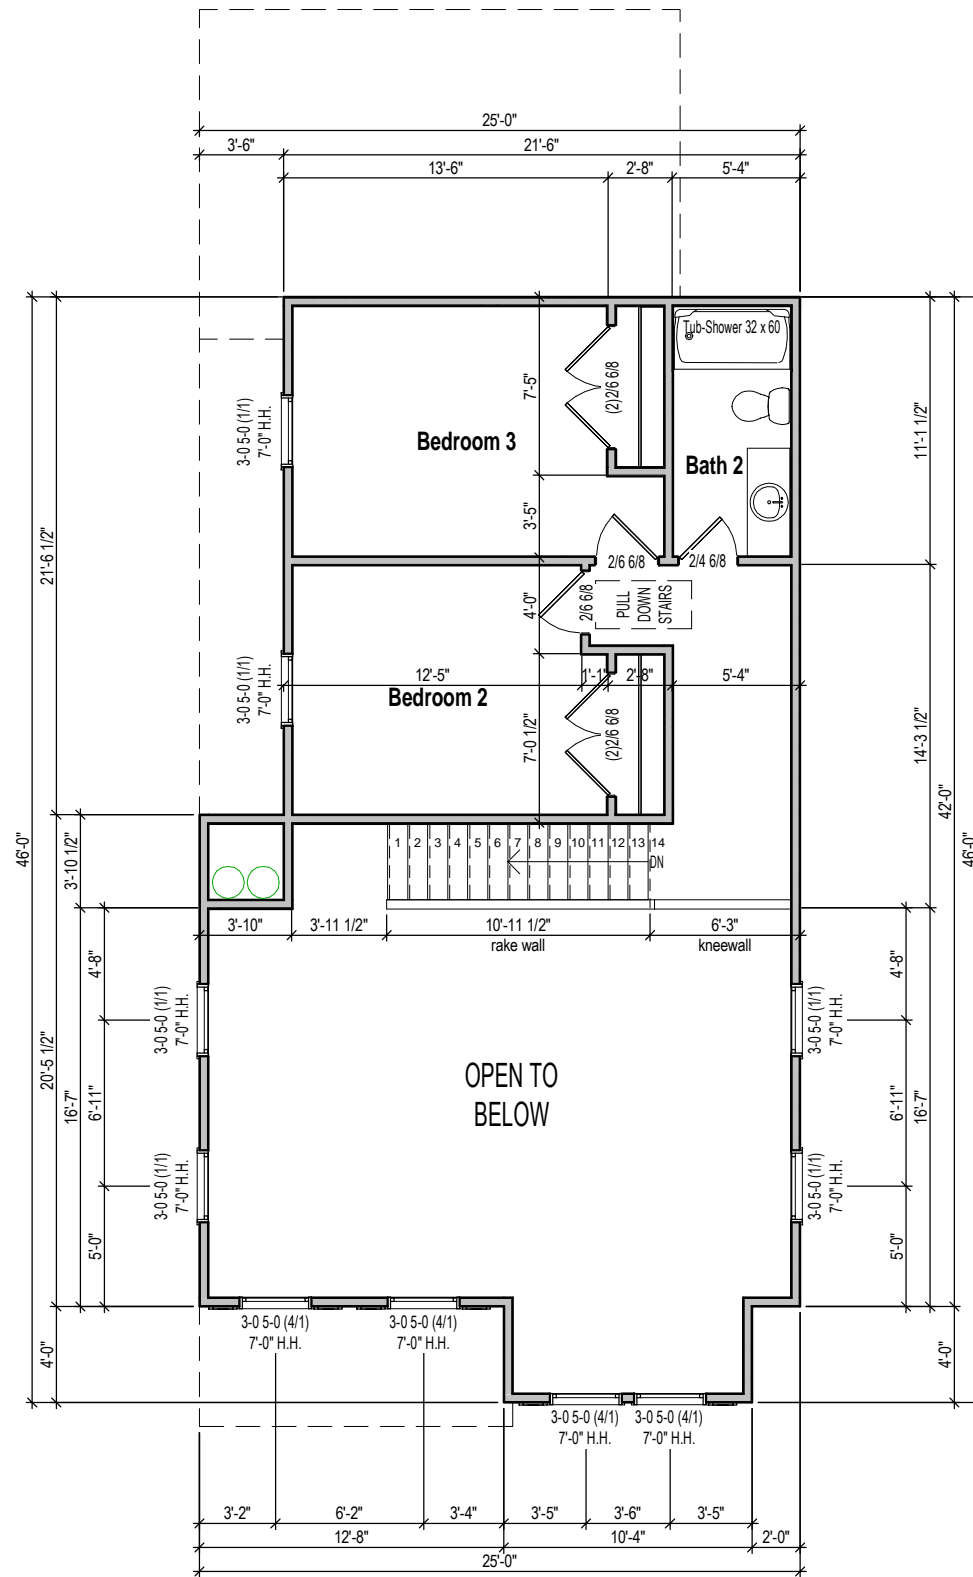 25'-0"
3'-6"
21'-6"
13'-6"
2'-8"
5'-4"
Tub-Shower 32 x 60
7'-5"
(2)2/6 6/8
3-0 5-0 (1/1)
7'-0" H.H.
Bedroom 3
Bath 2
11'-1 1/2"
3'-5"
21'-6 1/2"
2/6 6/8
2/4 6/8
4'-0"
2/6 6/8
PULL
DOWN
STAIRS
3-0 5-0 (1/1)
7'-0" H.H.
12'-5"
1'-1"
2'-8"
5'-4"
Bedroom 2
7'-0 1/2"
(2)2/6 6/8
14'-3 1/2"
42'-0"
46'-0"
46'-0"
3'-10 1/2"
1 2 3 4 5 6 7 8 9 10 11 12 13 14
DN
3'-10"
3'-11 1/2"
10'-11 1/2"
6'-3"
rake wall
kneewall
4'-8"
4'-8"
3-0 5-0 (1/1)
7'-0" H.H.
3-0 5-0 (1/1)
7'-0" H.H.
20'-5 1/2"
16'-7"
6'-11"
OPEN TO
BELOW
6'-11"
16'-7"
3-0 5-0 (1/1)
7'-0" H.H.
3-0 5-0 (1/1)
7'-0" H.H.
5'-0"
5'-0"
3-0 5-0 (4/1)
7'-0" H.H.
3-0 5-0 (4/1)
7'-0" H.H.
4'-0"
4'-0"
3-0 5-0 (4/1)
7'-0" H.H.
3-0 5-0 (4/1)
7'-0" H.H.
3'-2"
6'-2"
3'-4"
3'-5"
3'-6"
3'-5"
12'-8"
10'-4"
2'-0"
25'-0"